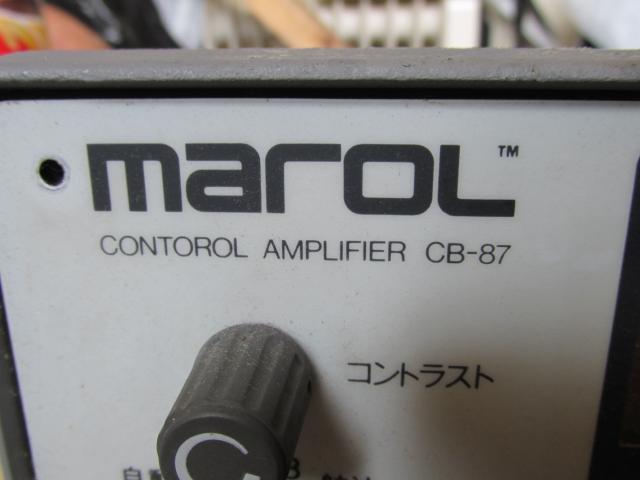 marOL™
CONTOROL AMPLIFIER CB-87
コントラスト
C